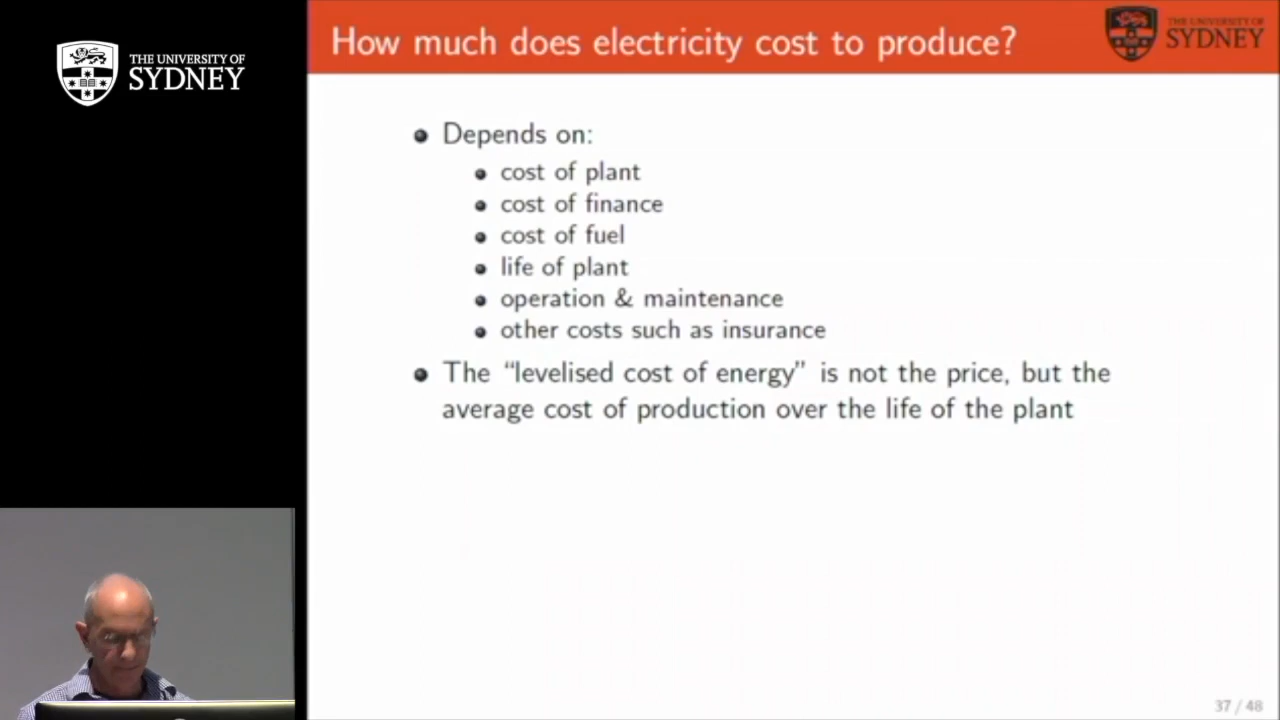 THE UNIVERSITY OF
SYDNEY
How much does electricity cost to produce?
THE UNIVERSITY OF
SYDNEY
Depends on:
cost of plant
cost of finance
cost of fuel
life of plant
operation & maintenance
other costs such as insurance
The “levelised cost of energy” is not the price, but the
average cost of production over the life of the plant
37 / 48